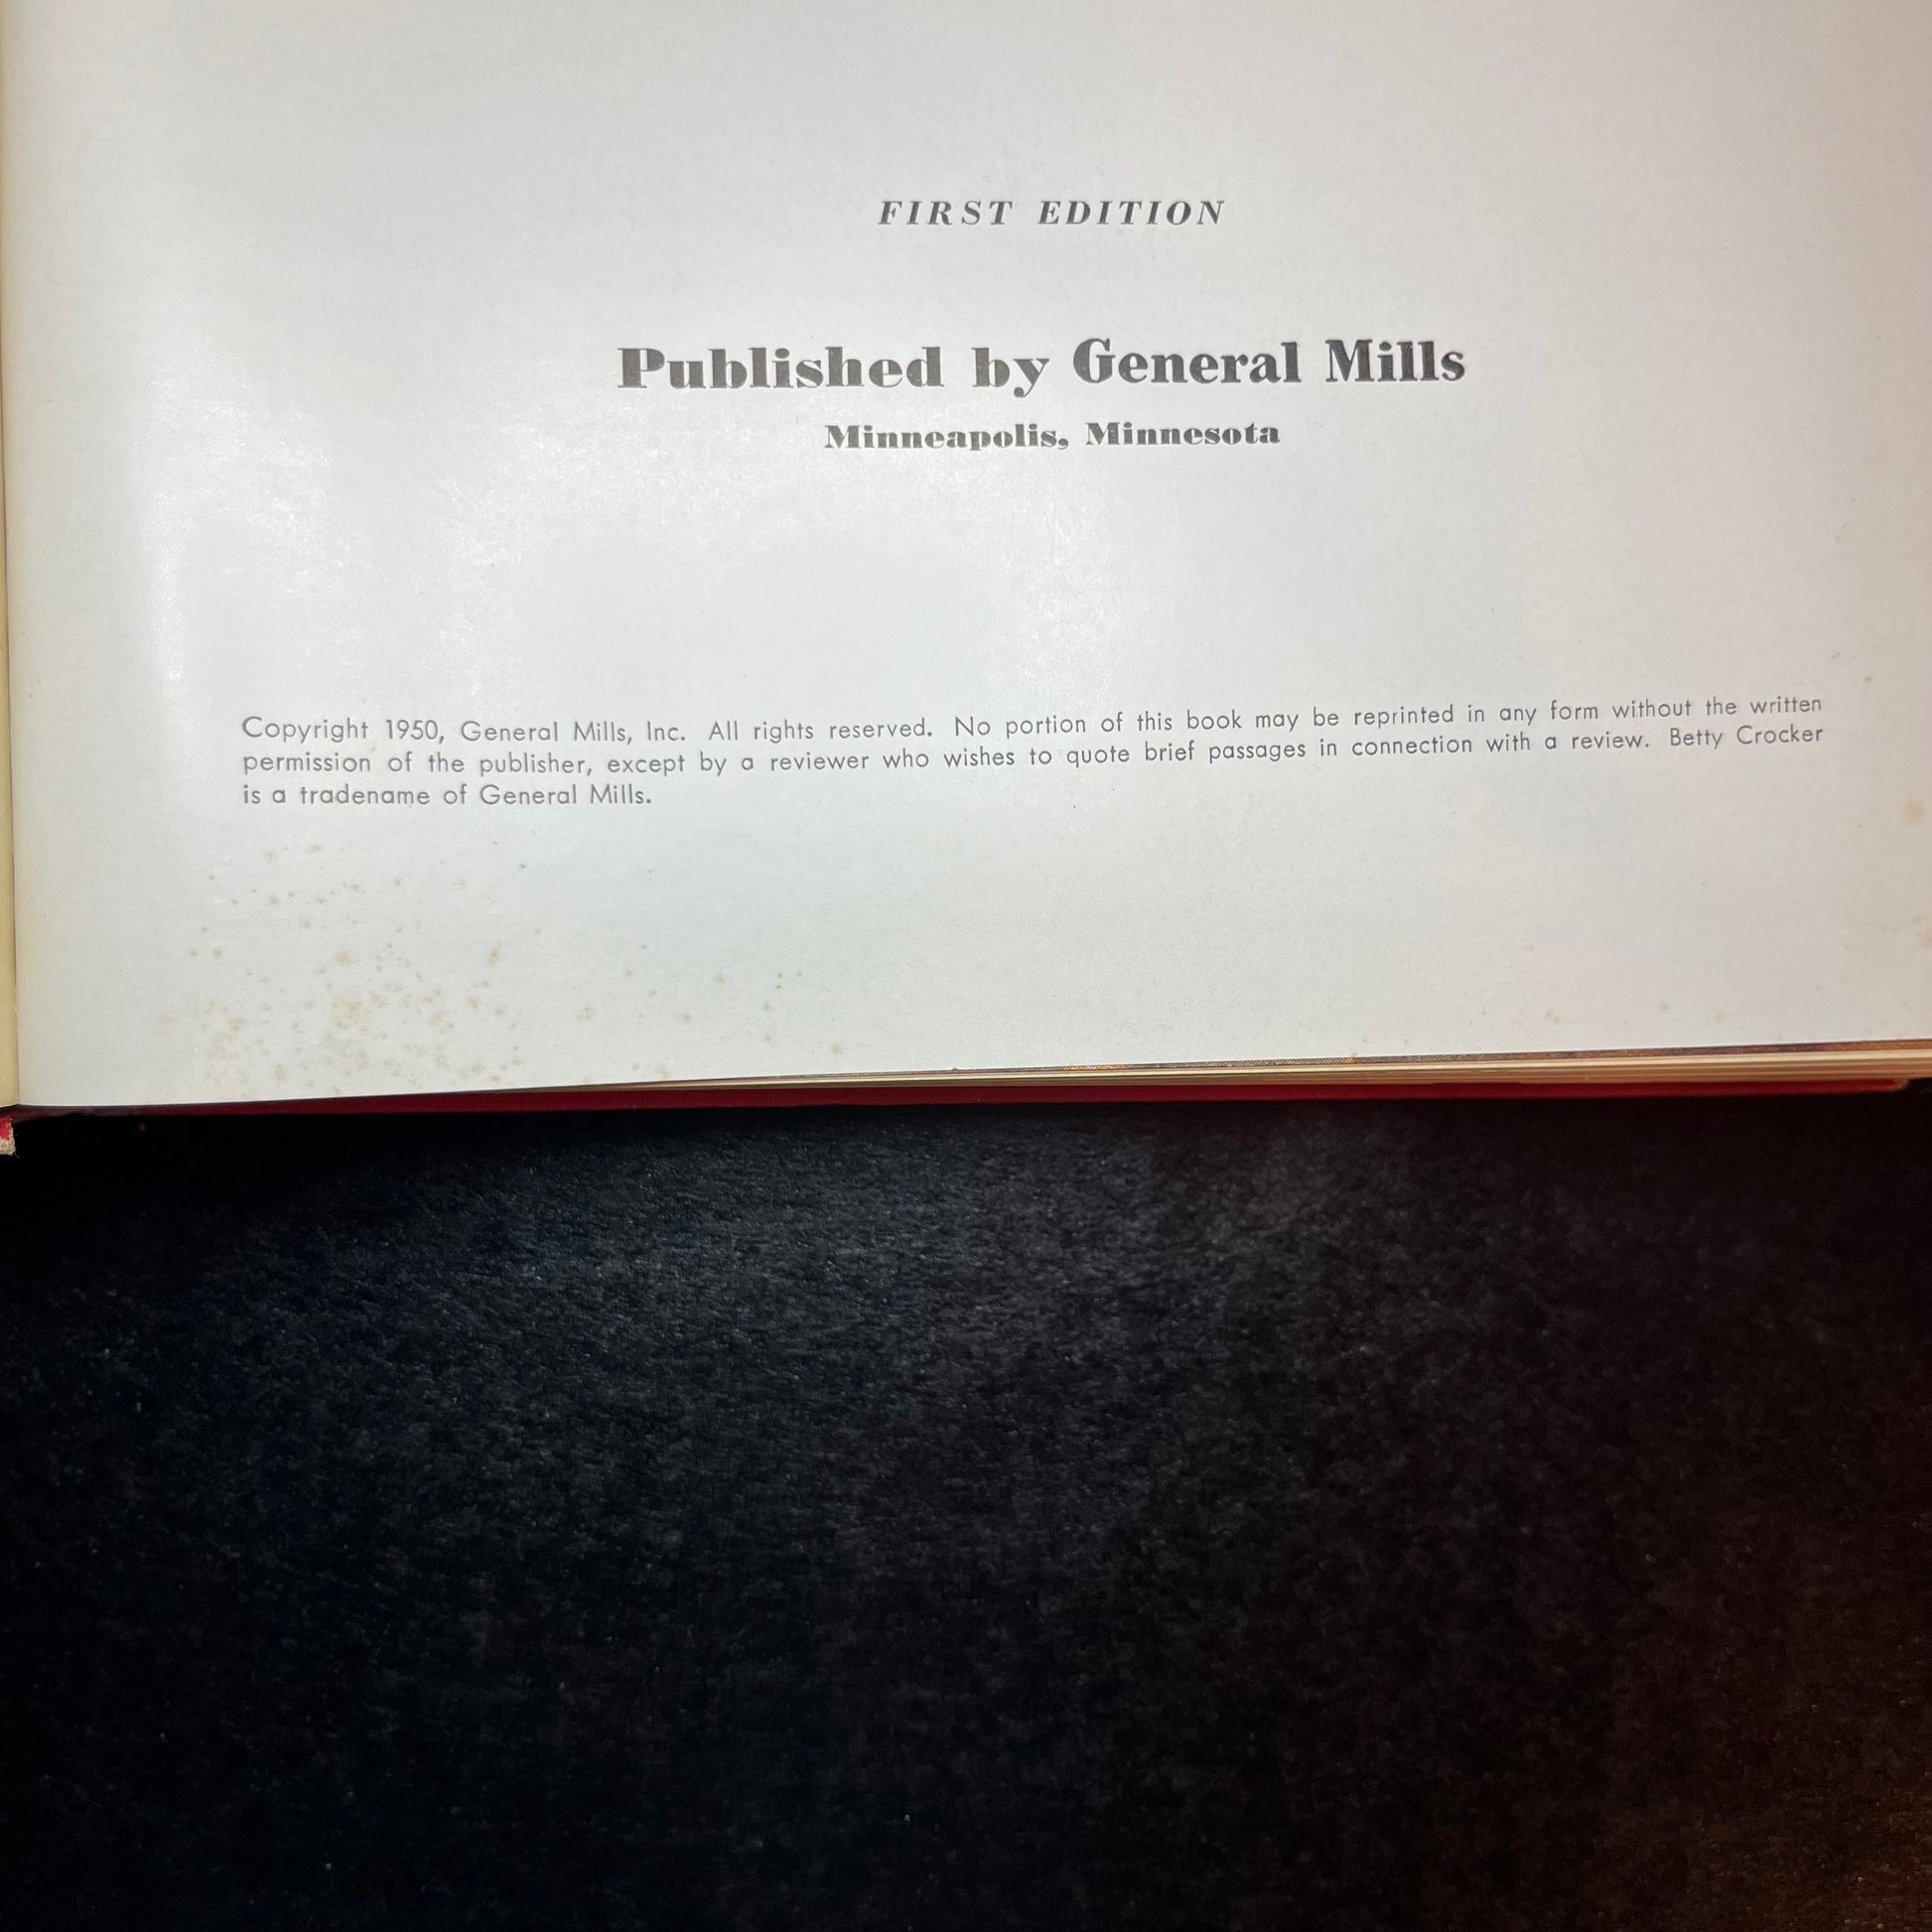 FIRST EDITION
Published by General Mills
Minneapolis, Minnesota
Copyright 1950, General Mills, Inc. All rights reserved. No portion of this book may be reprinted in any form without the written
permission of the publisher, except by a reviewer who wishes to quote brief passages in connection with a review. Betty Crocker
is a tradename of General Mills.